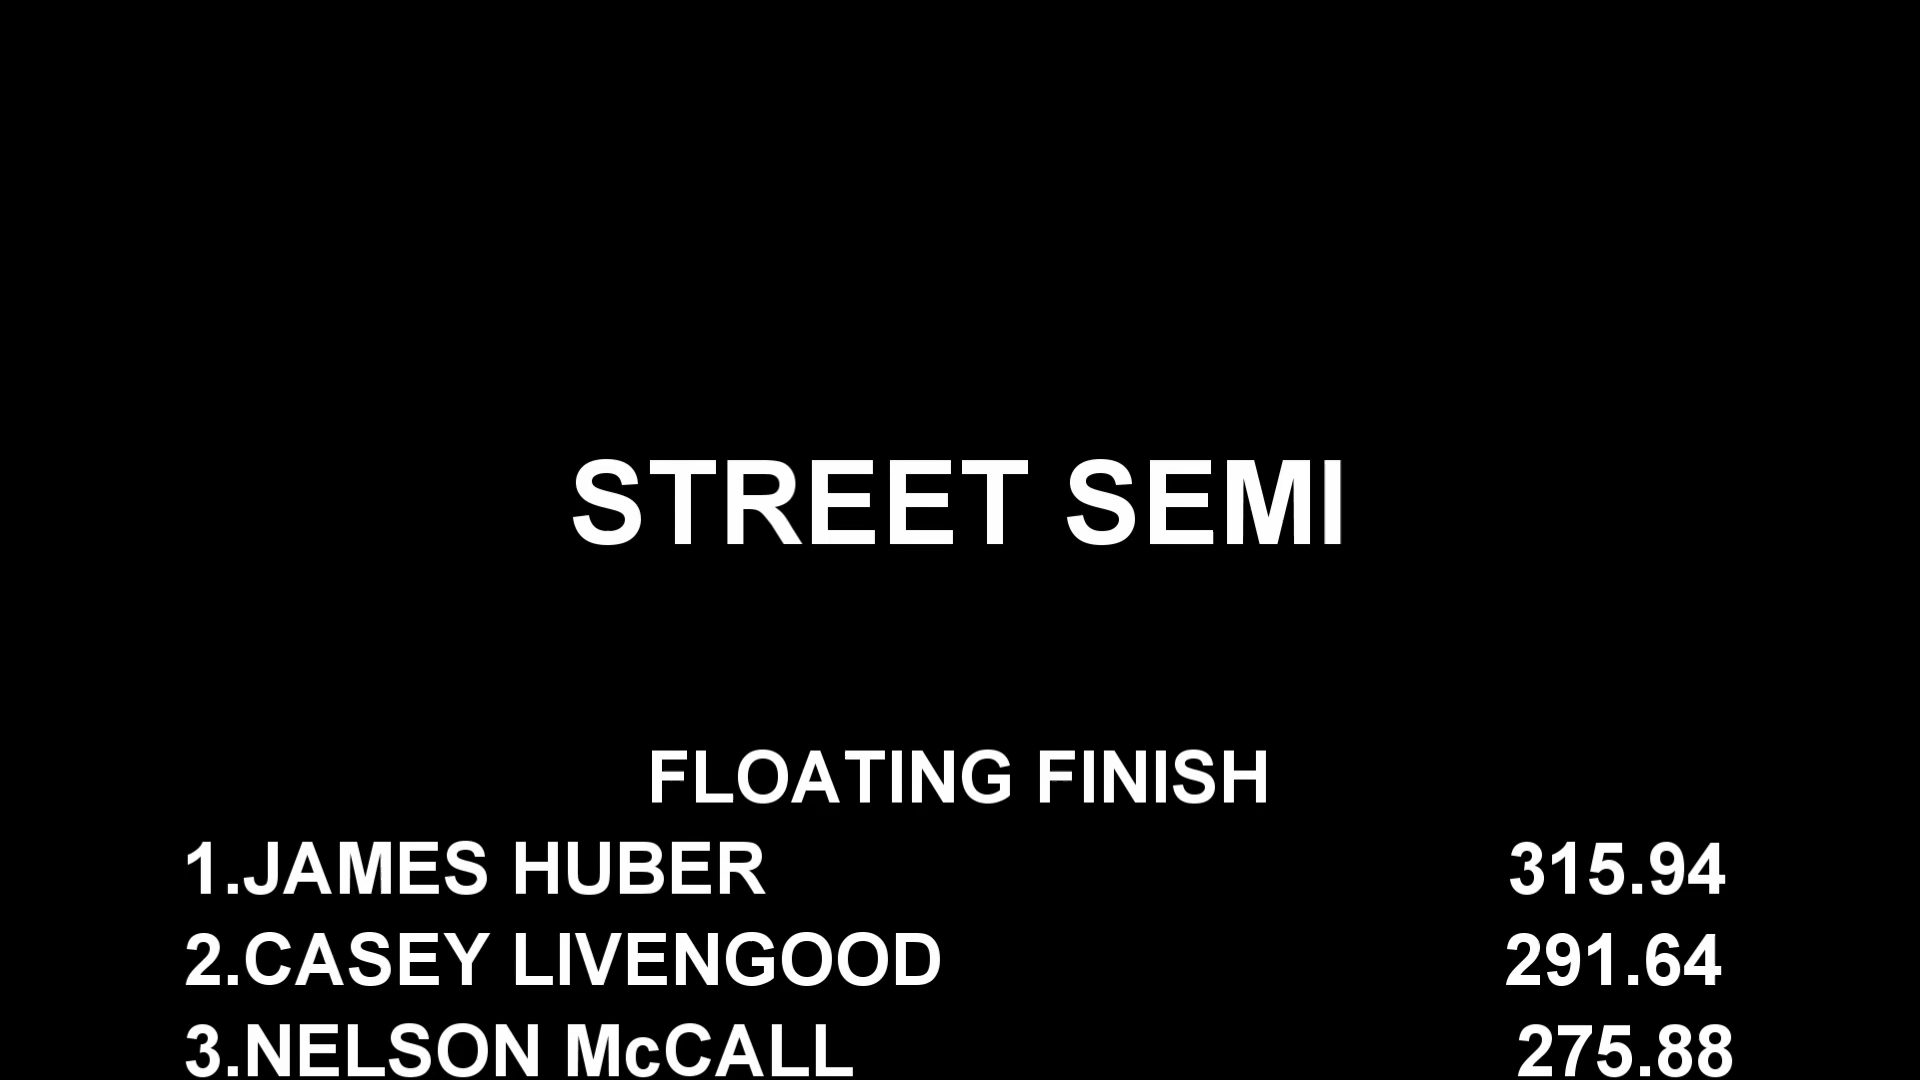 STREET SEMI
FLOATING FINISH
1.JAMES HUBER 315.94
2.CASEY LIVENGOOD 291.64
3.NELSON McCALL 275.88